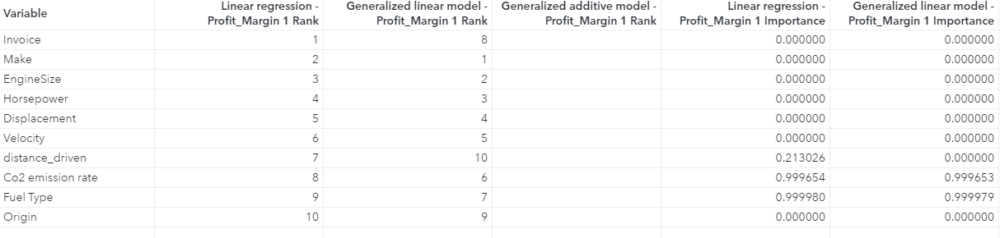 Variable Linear regression - Profit_Margin 1 Rank Generalized linear model - Profit_Margin 1 Rank Generalized additive model - Profit_Margin 1 Rank Linear regression - Profit_Margin 1 Importance Generalized linear model - Profit_Margin 1 Importance
Invoice 1 8 0.000000 0.000000
Make 2 1 0.000000 0.000000
EngineSize 3 2 0.000000 0.000000
Horsepower 4 3 0.000000 0.000000
Displacement 5 4 0.000000 0.000000
Velocity 6 5 0.000000 0.000000
distance_driven 7 10 0.213026 0.000000
Co2 emission rate 8 6 0.999654 0.999653
Fuel Type 9 7 0.999980 0.999979
Origin 10 9 0.000000 0.000000